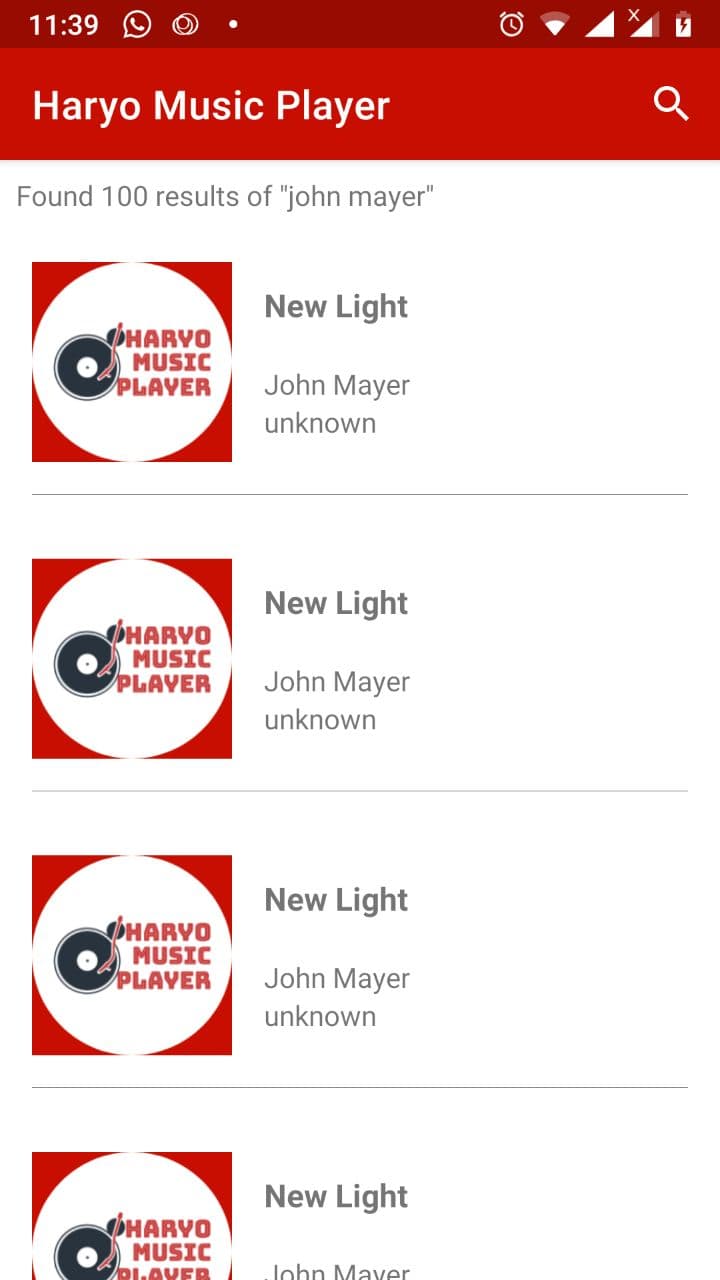 11:39
Haryo Music Player
Found 100 results of "john mayer"
HARYO
MUSIC
PLAYER
New Light
John Mayer
unknown
HARYO
MUSIC
PLAYER
New Light
John Mayer
unknown
HARYO
MUSIC
PLAYER
New Light
John Mayer
unknown
HARYO
MUSIC
PLAYER
New Light
John Mayer